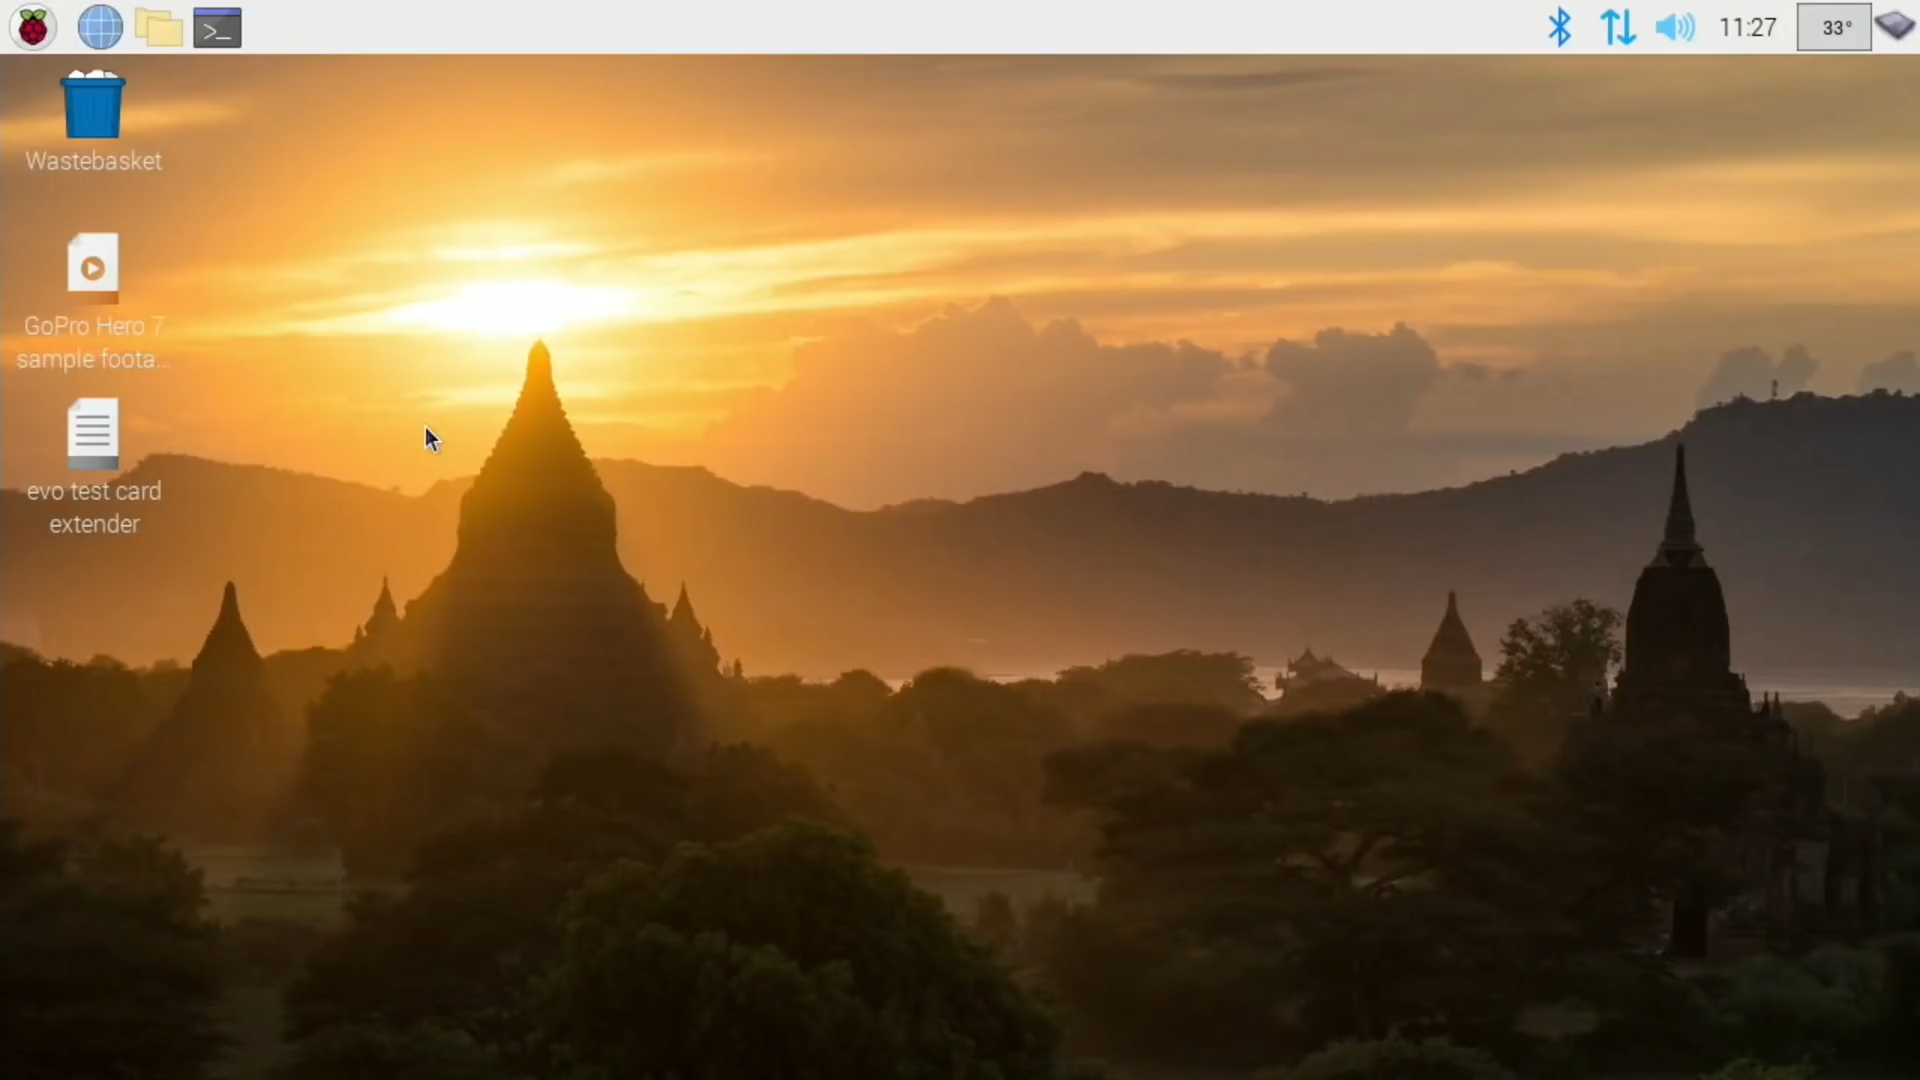 11:27
33°
Wastebasket
GoPro Hero 7
sample foota...
evo test card
extender